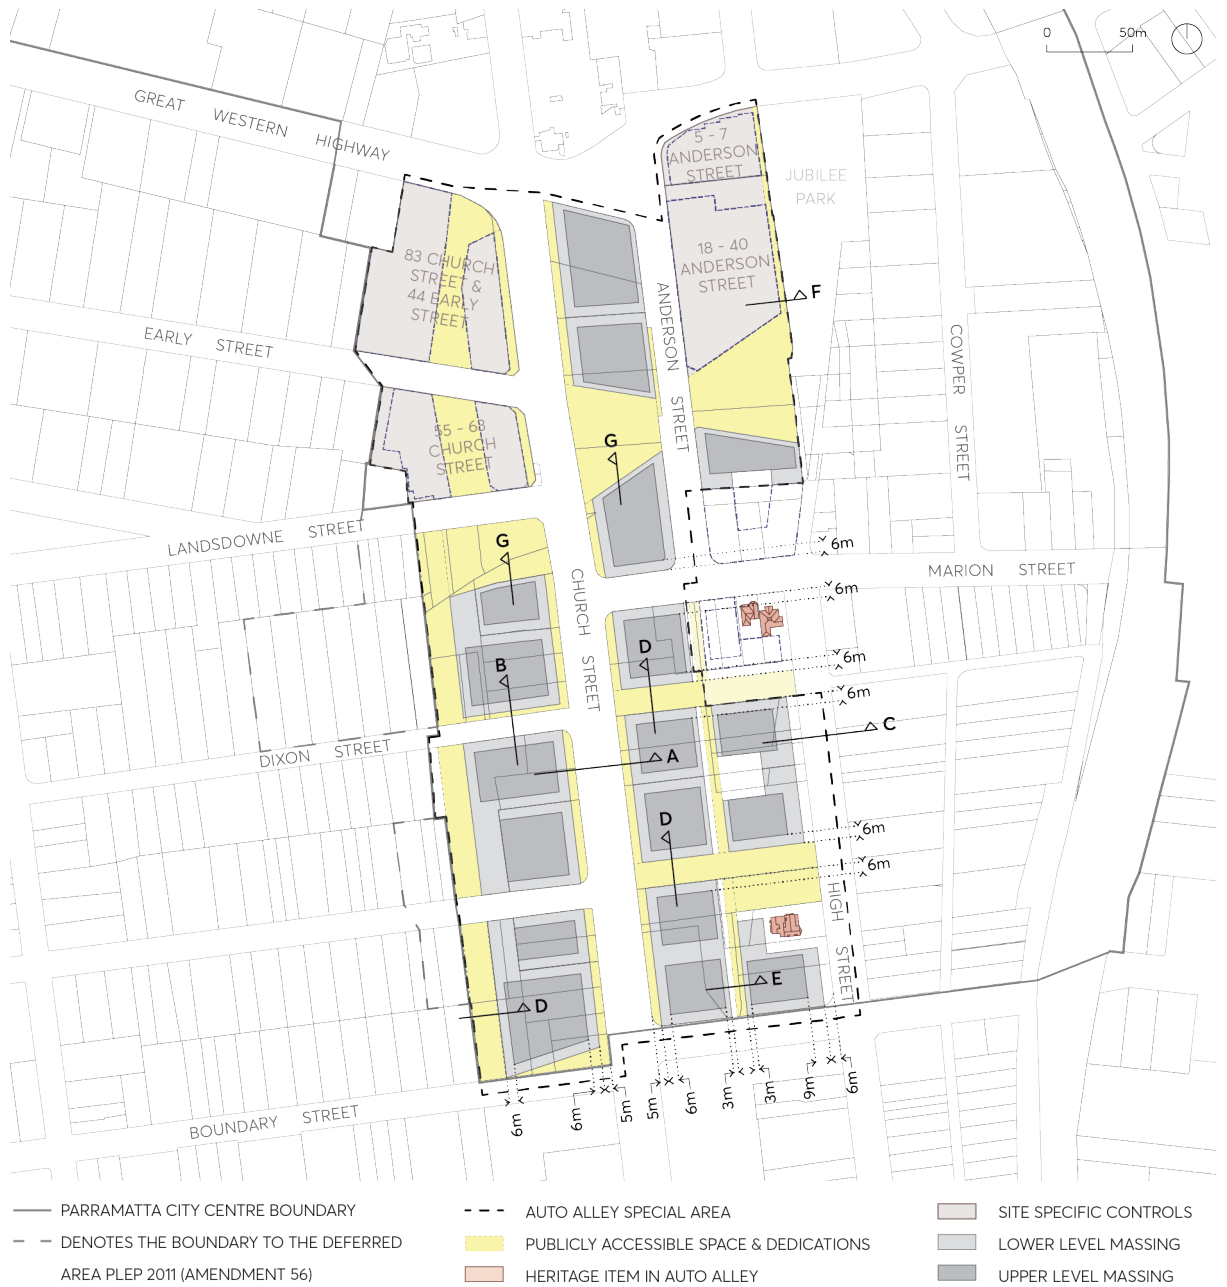 0 50m
GREAT WESTERN HIGHWAY
5 - 7
ANDERSON
STREET
JUBILEE
PARK
83 CHURCH
STREET &
44 EARLY
STREET
18 - 40
ANDERSON
STREET
F
ANDERSON STREET
EARLY STREET
COWPER STREET
55 - 63
CHURCH
STREET
G
LANDSDOWNE STREET
G
6m
MARION STREET
CHURCH STREET
6m
D
B
6m
6m
C
DIXON STREET
A
D
6m
6m
HIGH STREET
E
D
6m
6m
5m
5m
6m
3m
3m
9m
6m
BOUNDARY STREET
PARRAMATTA CITY CENTRE BOUNDARY
DENOTES THE BOUNDARY TO THE DEFERRED
AREA PLEP 2011 (AMENDMENT 56)
AUTO ALLEY SPECIAL AREA
PUBLICLY ACCESSIBLE SPACE & DEDICATIONS
HERITAGE ITEM IN AUTO ALLEY
SITE SPECIFIC CONTROLS
LOWER LEVEL MASSING
UPPER LEVEL MASSING